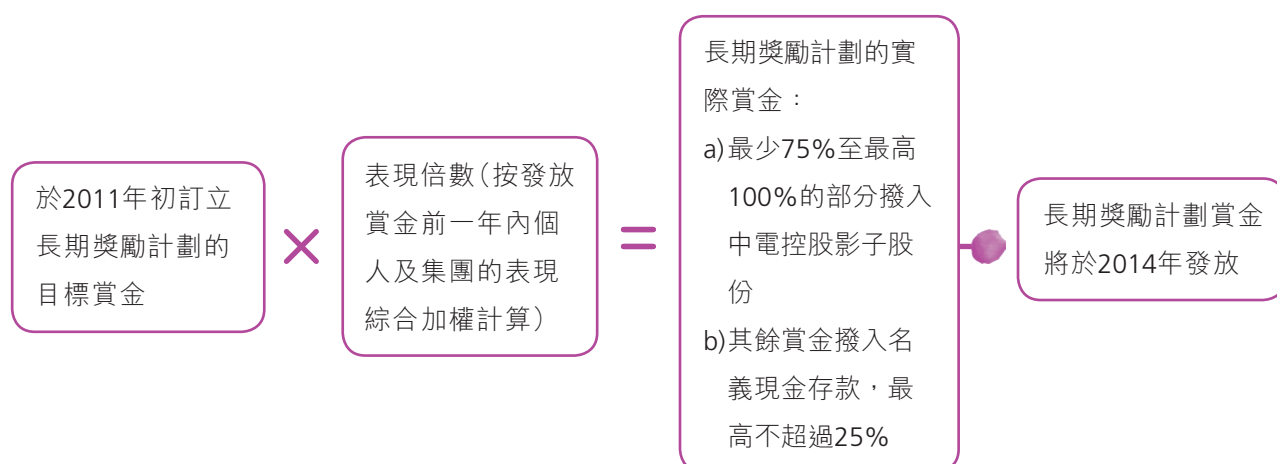 於2011年初訂立
長期獎勵計劃的
目標賞金
×
表現倍數（按發放
賞金前一年內個
人及集團的表現
綜合加權計算）
=
長期獎勵計劃的實
際賞金：
a)最少75%至最高
100%的部分撥入
中電控股影子股
份
b)其餘賞金撥入名
義現金存款，最
高不超過25%
長期獎勵計劃賞金
將於2014年發放